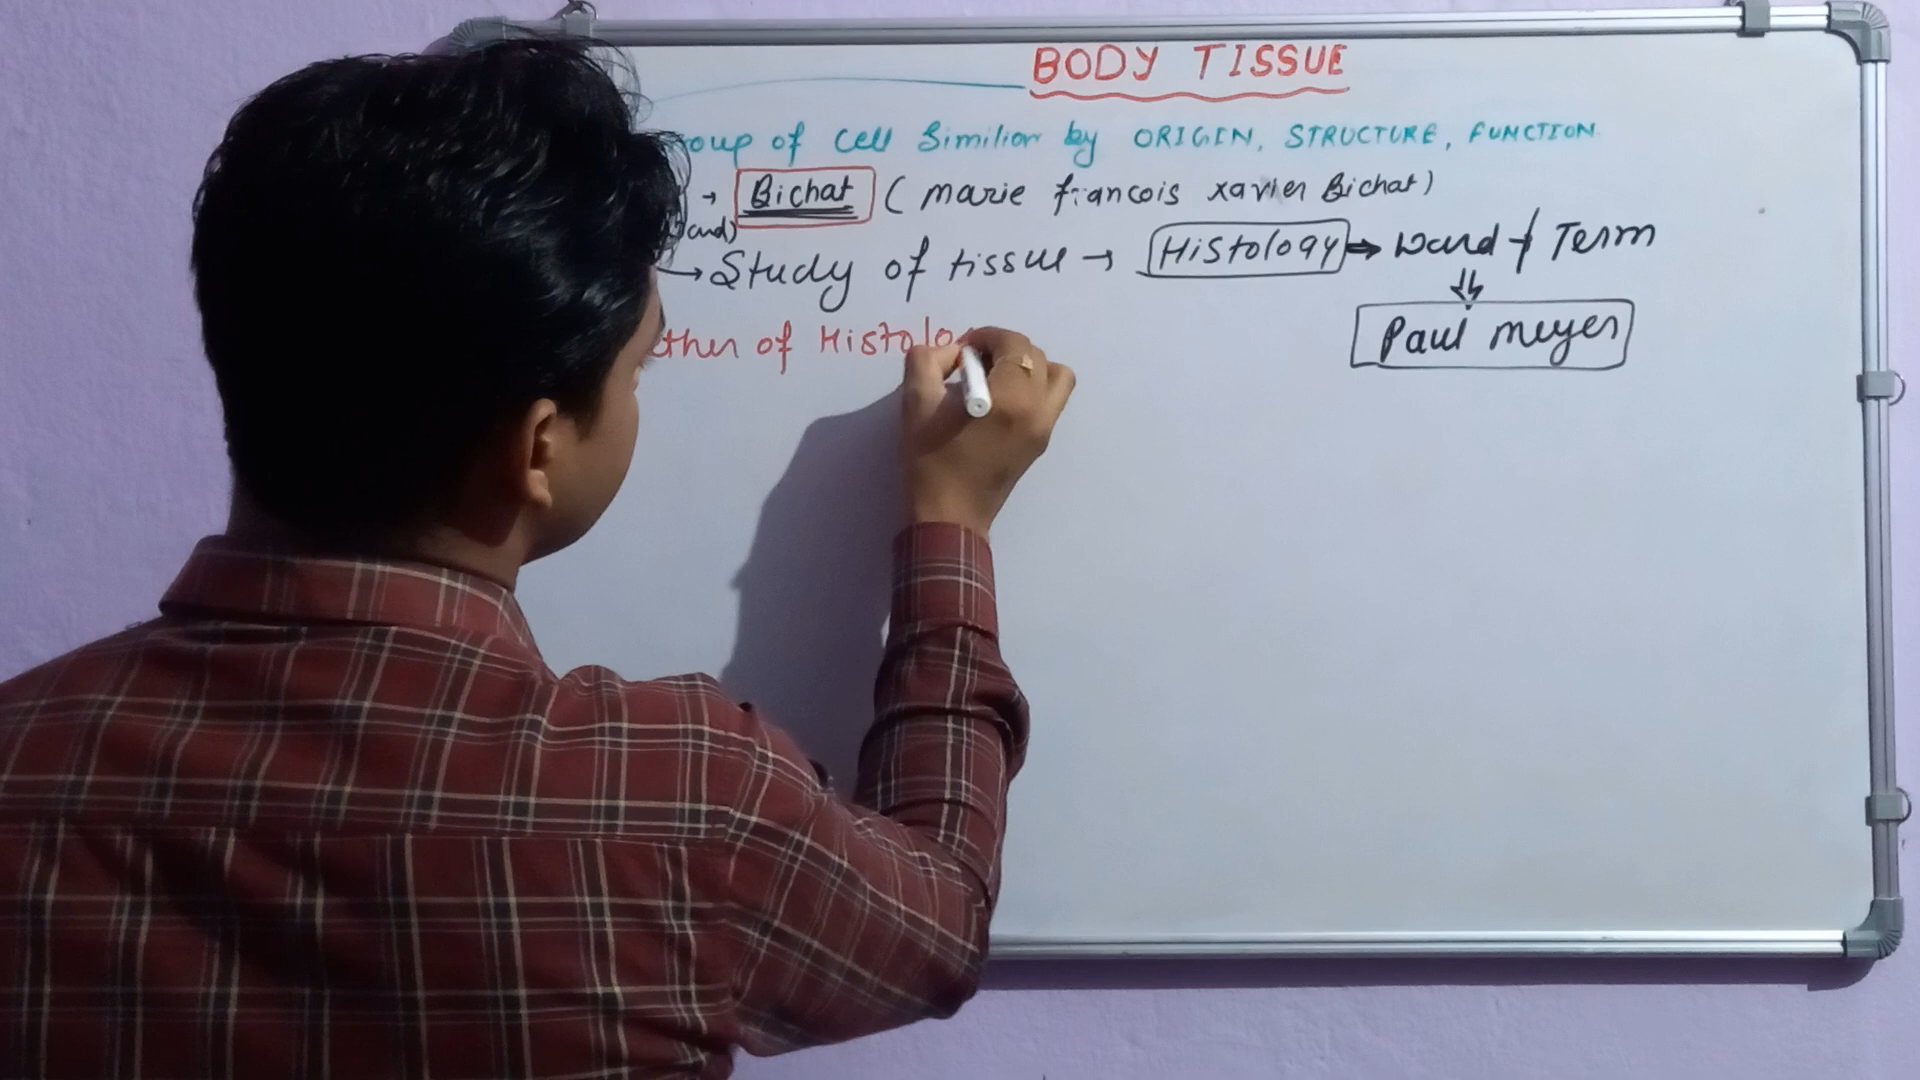 BODY TISSUE
oup of Cell Similior by ORIGIN, STRUCTURE, FUNCTION
→ Bichat ( marie francois xavier Bichat )
→ Study of tissue → Histology ⇒ word / Term
⇓
Paul meyer
ther of Histolo